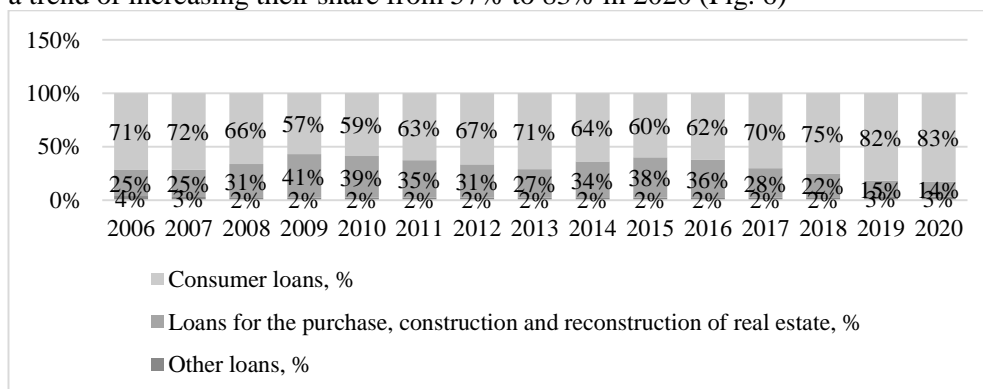 a trend of increasing their share from 57% to 83% in 2020 (Fig. 6)
150%
100%
71% 72% 66% 57% 59% 63% 67% 71% 64% 60% 62% 70% 75% 82% 83%
50%
25% 25% 31% 41% 39% 35% 31% 27% 34% 38% 36% 28% 22% 15% 14%
0% 4% 3% 2% 2% 2% 2% 2% 2% 2% 2% 2% 2% 2% 3% 3%
2006 2007 2008 2009 2010 2011 2012 2013 2014 2015 2016 2017 2018 2019 2020
Consumer loans, %
Loans for the purchase, construction and reconstruction of real estate, %
Other loans, %